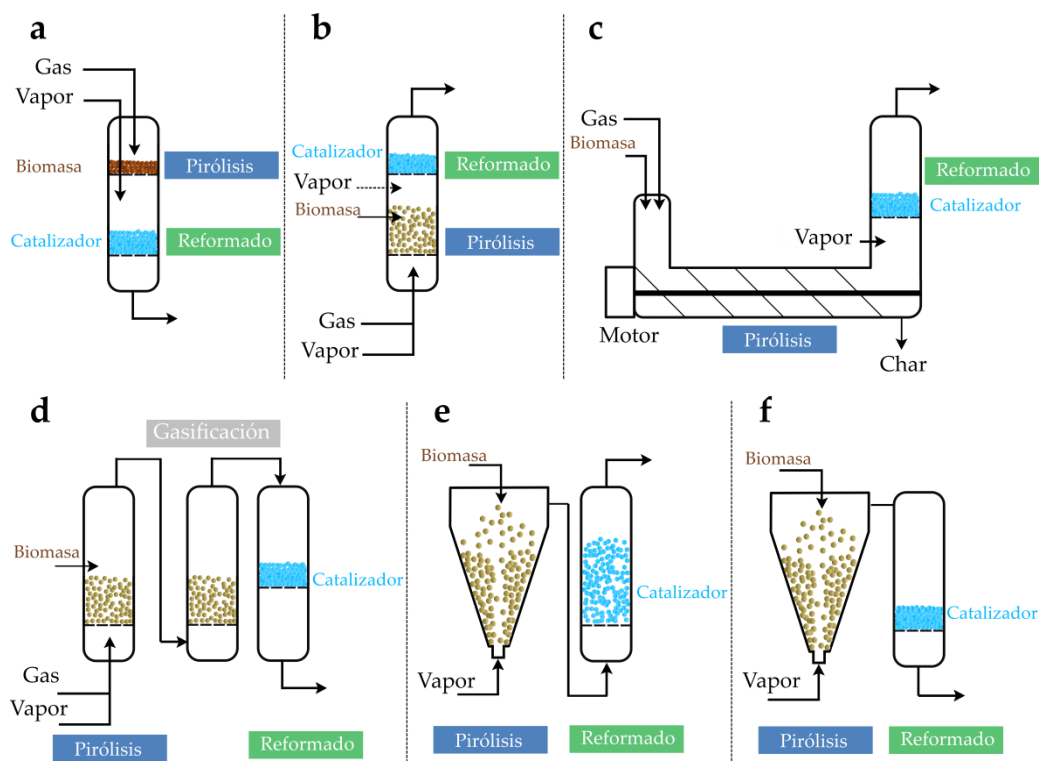 a
Gas
Vapor
Biomasa
Pirólisis
Catalizador
Reformado
b
Catalizador
Reformado
Vapor
Biomasa
Pirólisis
Gas
Vapor
c
Gas
Biomasa
Reformado
Catalizador
Vapor
Motor
Pirólisis
Char
d
Gasificación
Biomasa
Catalizador
Gas
Vapor
Pirólisis
Reformado
e
Biomasa
Catalizador
Vapor
Pirólisis
Reformado
f
Biomasa
Catalizador
Vapor
Pirólisis
Reformado